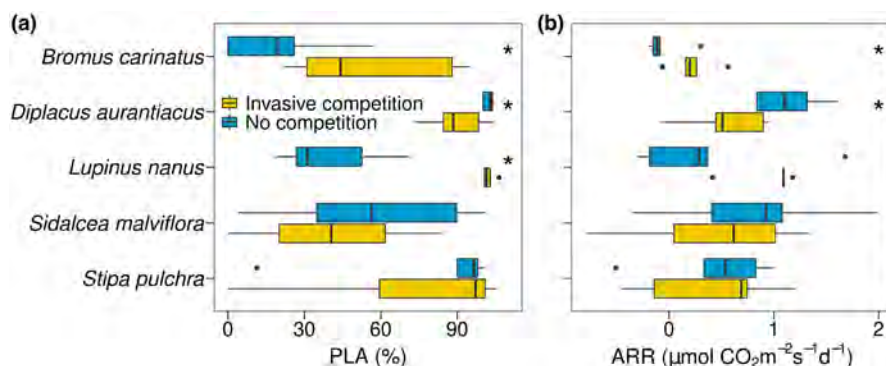 (a)
(b)
Bromus carinatus
*
*
Invasive competition
No competition
Diplacus aurantiacus
*
*
Lupinus nanus
*
Sidalcea malviflora
Stipa pulchra
0 30 60 90
0 1 2
PLA (%)
ARR (μmol CO₂m⁻²s⁻¹d⁻¹)